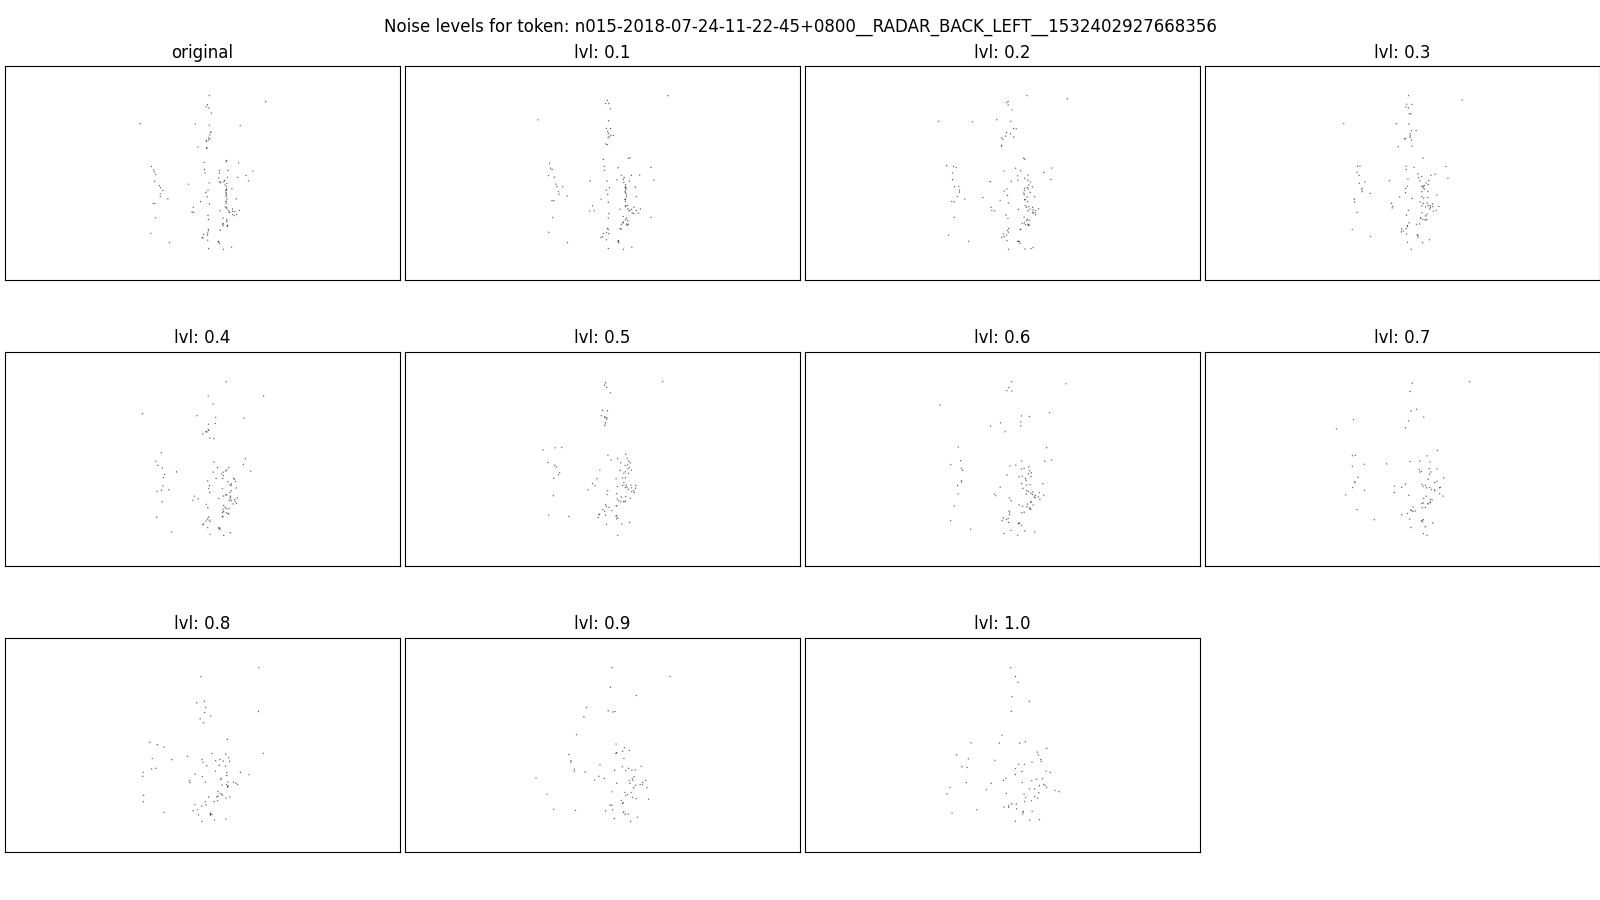 Noise levels for token: n015-2018-07-24-11-22-45+0800__RADAR_BACK_LEFT__1532402927668356
original
lvl: 0.1
lvl: 0.2
lvl: 0.3
lvl: 0.4
lvl: 0.5
lvl: 0.6
lvl: 0.7
lvl: 0.8
lvl: 0.9
lvl: 1.0